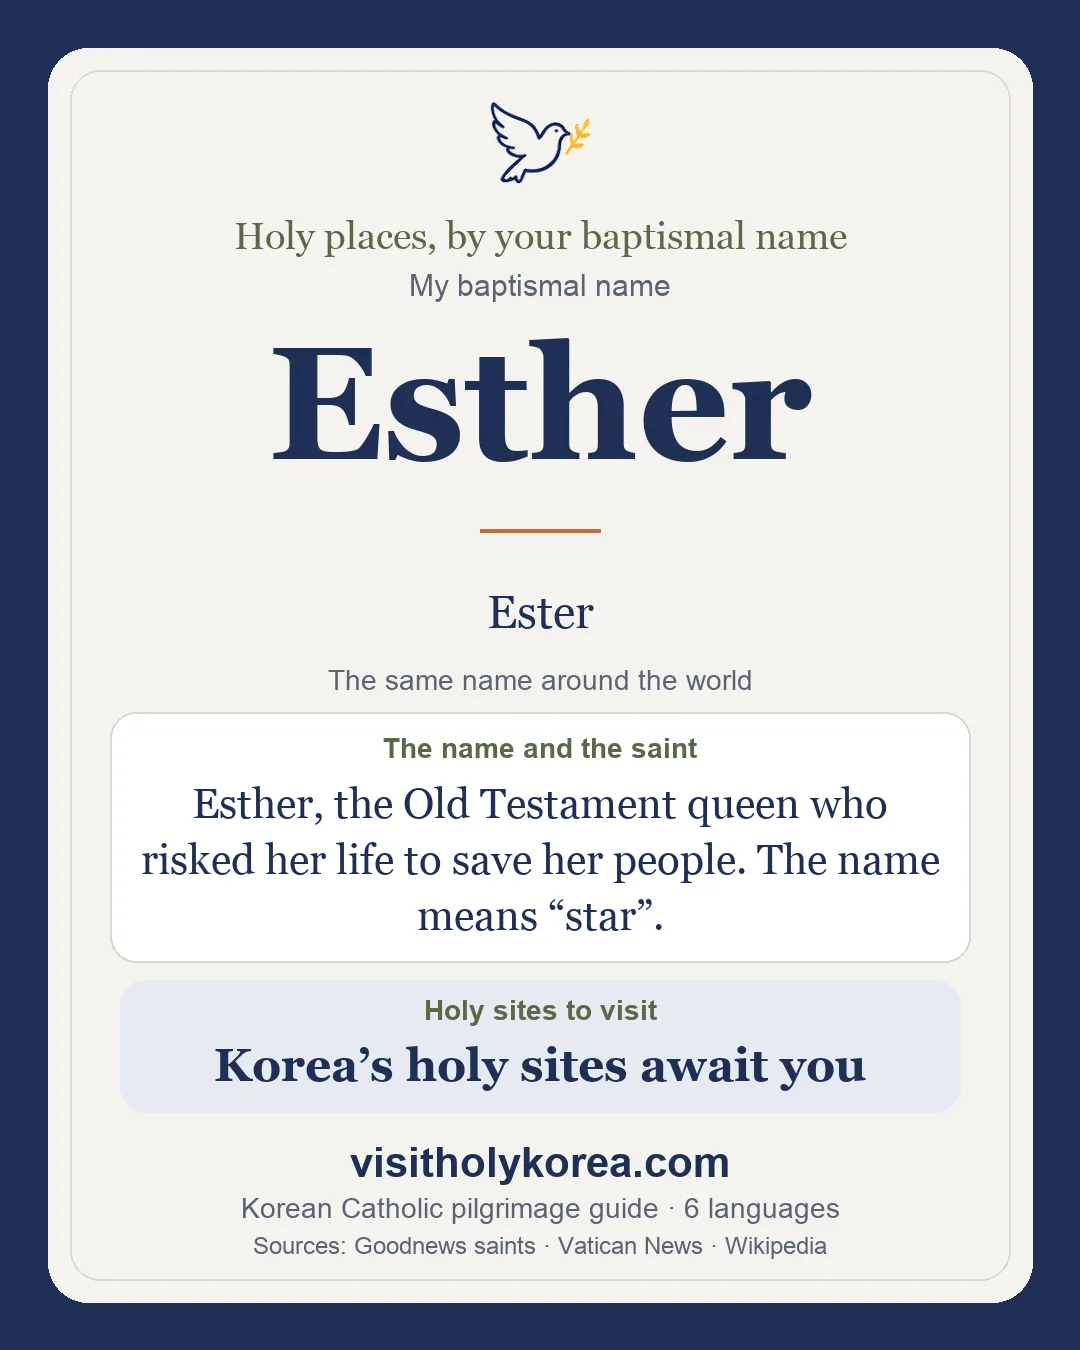 Holy places, by your baptismal name
My baptismal name
Esther
Ester
The same name around the world
The name and the saint
Esther, the Old Testament queen who
risked her life to save her people. The name
means “star”.
Holy sites to visit
Korea’s holy sites await you
visitholykorea.com
Korean Catholic pilgrimage guide · 6 languages
Sources: Goodnews saints · Vatican News · Wikipedia